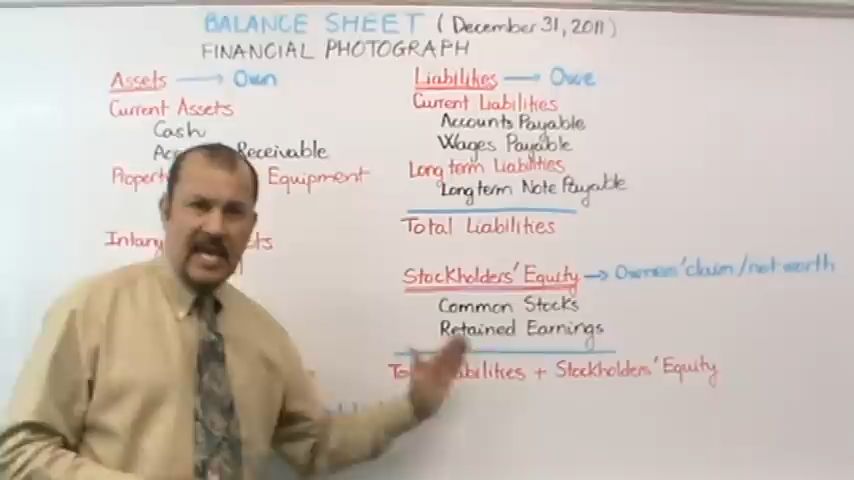 BALANCE SHEET (December 31, 2011)
FINANCIAL PHOTOGRAPH
Assets → Own
Current Assets
Cash
Receivable
Equipment
Liabilities → Owe
Current Liabilities
Accounts Payable
Wages Payable
Long term Liabilities
Long term Note Payable
Total Liabilities
Stockholders' Equity → Owners' claim/net worth
Common Stocks
Retained Earnings
+ Stockholders' Equity